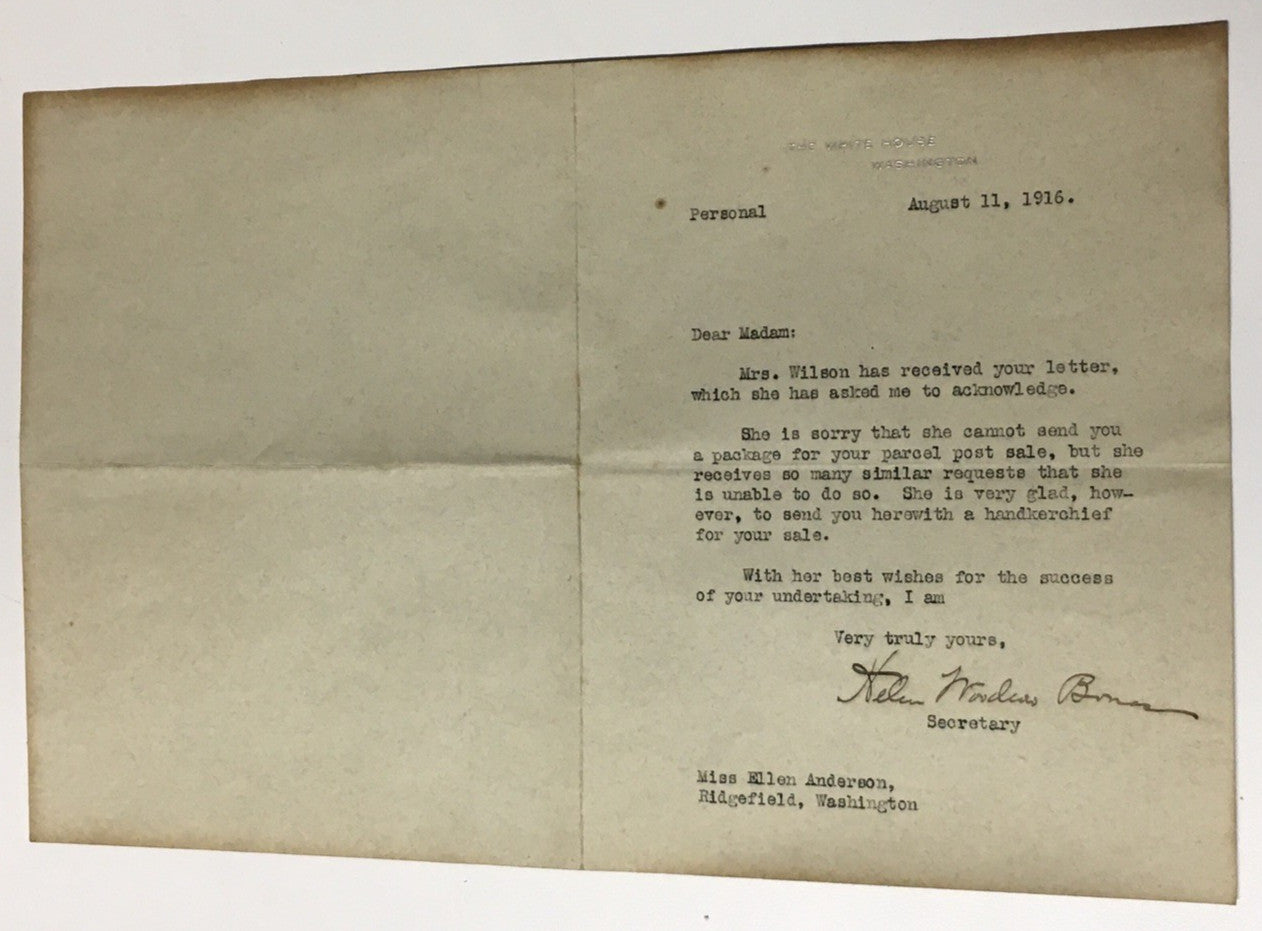 THE WHITE HOUSE
WASHINGTON
Personal August 11, 1916.
Dear Madam:
Mrs. Wilson has received your letter,
which she has asked me to acknowledge.
She is sorry that she cannot send you
a package for your parcel post sale, but she
receives so many similar requests that she
is unable to do so. She is very glad, how-
ever, to send you herewith a handkerchief
for your sale.
With her best wishes for the success
of your undertaking, I am
Very truly yours,
Helen Woodrow Bones
Secretary
Miss Ellen Anderson,
Ridgefield, Washington